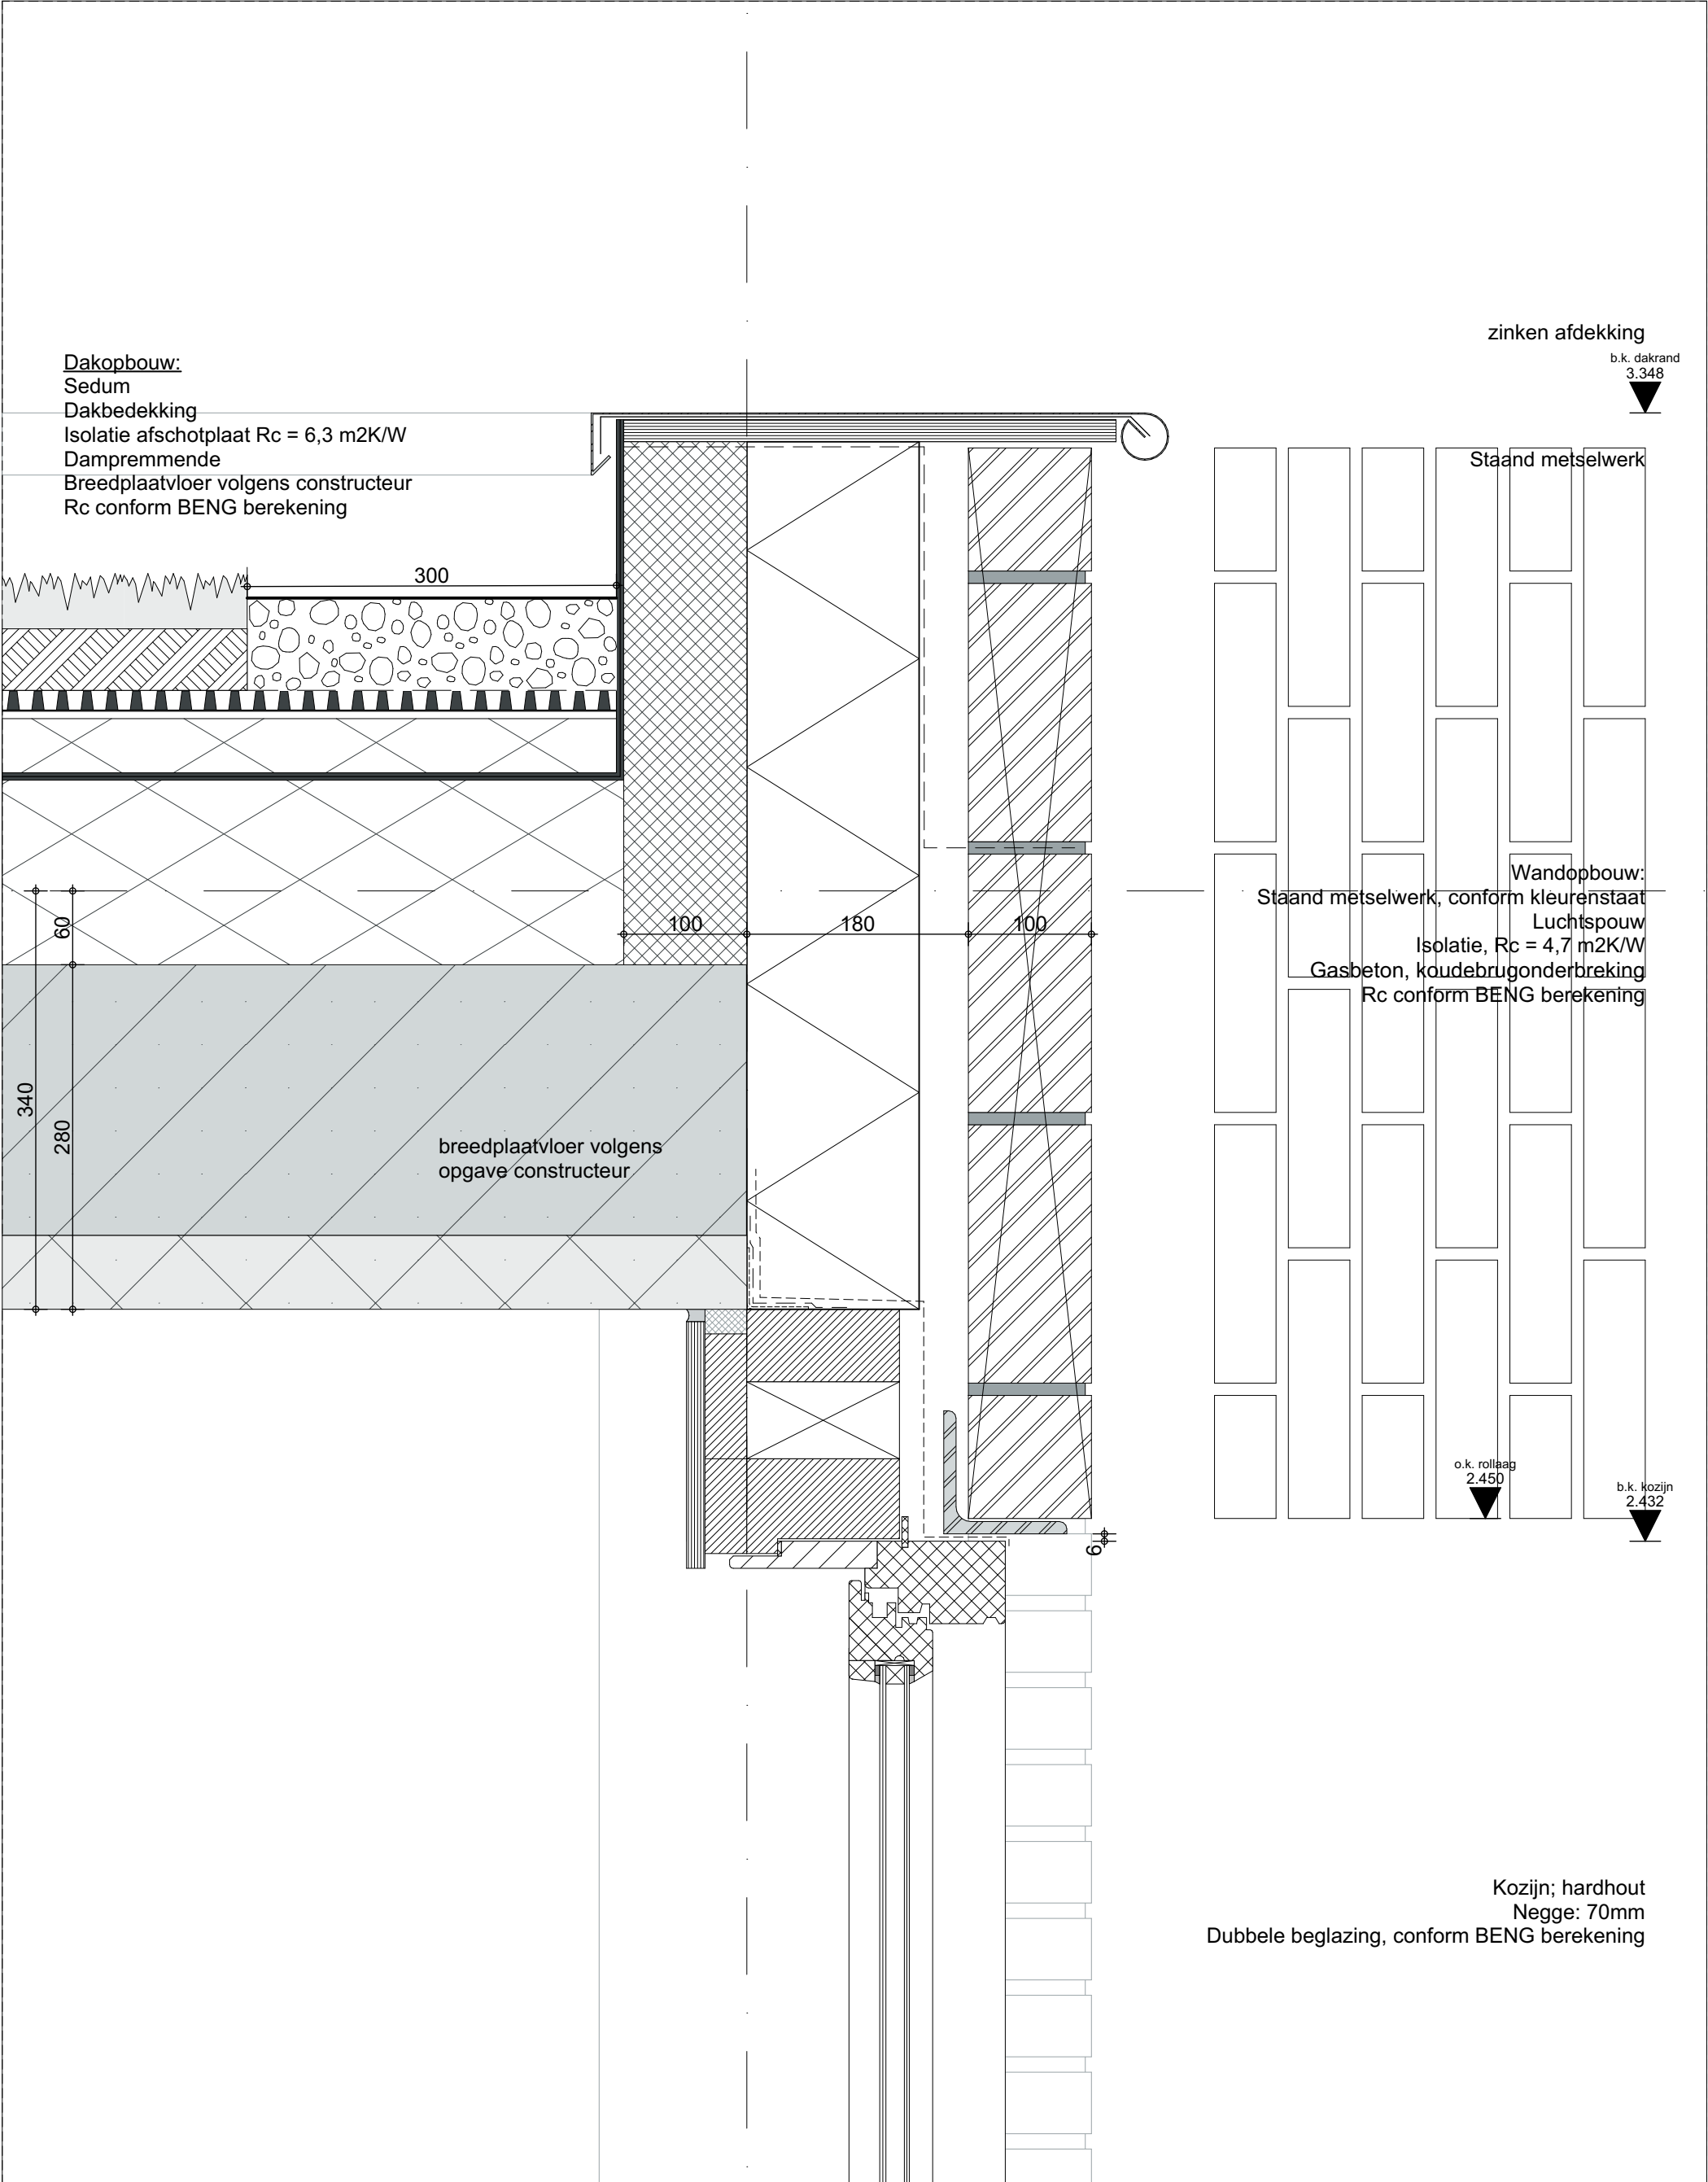 zinken afdekking
b.k. dakrand
3.348
Dakopbouw:
Sedum
Dakbedekking
Isolatie afschotplaat Rc = 6,3 m2K/W
Dampremmende
Breedplaatvloer volgens constructeur
Rc conform BENG berekening
Staand metselwerk
300
Wandopbouw:
Staand metselwerk, conform kleurenstaat
Luchtspouw
Isolatie, Rc = 4,7 m2K/W
Gasbeton, koudebrugonderbreking
Rc conform BENG berekening
60
100
180
100
340
280
breedplaatvloer volgens
opgave constructeur
o.k. rollaag
2.450
b.k. kozijn
2.432
6
Kozijn; hardhout
Negge: 70mm
Dubbele beglazing, conform BENG berekening